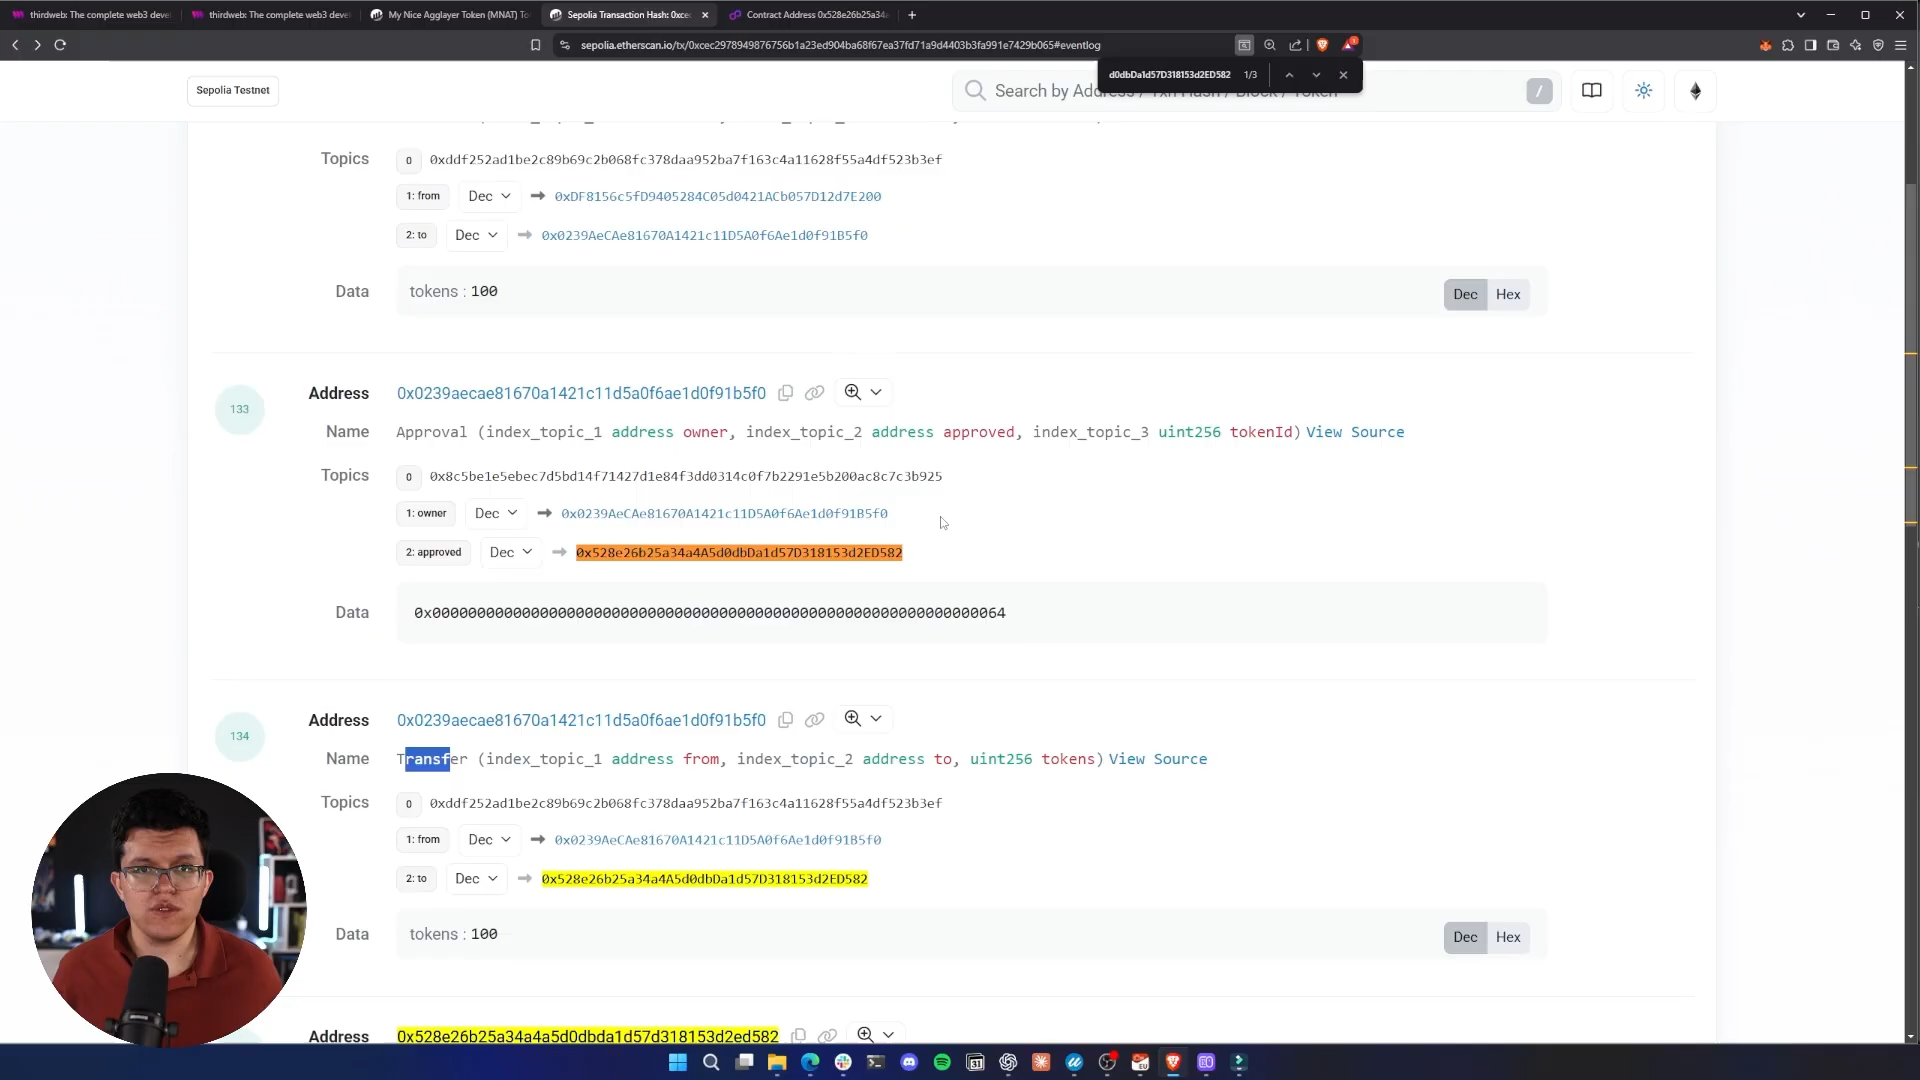 thirdweb: The complete web3 deve
thirdweb: The complete web3 deve
My Nice Agglayer Token (MNAT) To
Sepolia Transaction Hash: 0xcec
Contract Address 0x528e26b25a34a
sepolia.etherscan.io/tx/0xcec2978949876756b1a23ed904ba68f67ea37fd71a9d4403b3fa991e7429b065#eventlog
d0dbDa1d57D318153d2ED582 1/3
Sepolia Testnet
Search by Address / Txn Hash / Block / Token
/
Topics
0 0xddf252ad1be2c89b69c2b068fc378daa952ba7f163c4a11628f55a4df523b3ef
1: from Dec 0xDF8156c5fD9405284C05d0421ACb057D12d7E200
2: to Dec 0x0239AeCAe81670A1421c11D5A0f6Ae1d0f91B5f0
Data tokens : 100 Dec Hex
133
Address 0x0239aecae81670a1421c11d5a0f6ae1d0f91b5f0
Name Approval (index_topic_1 address owner, index_topic_2 address approved, index_topic_3 uint256 tokenId) View Source
Topics 0 0x8c5be1e5ebec7d5bd14f71427d1e84f3dd0314c0f7b2291e5b200ac8c7c3b925
1: owner Dec 0x0239AeCAe81670A1421c11D5A0f6Ae1d0f91B5f0
2: approved Dec 0x528e26b25a34a4A5d0dbDa1d57D318153d2ED582
Data 0x0000000000000000000000000000000000000000000000000000000000000064
134
Address 0x0239aecae81670a1421c11d5a0f6ae1d0f91b5f0
Name Transfer (index_topic_1 address from, index_topic_2 address to, uint256 tokens) View Source
Topics 0 0xddf252ad1be2c89b69c2b068fc378daa952ba7f163c4a11628f55a4df523b3ef
1: from Dec 0x0239AeCAe81670A1421c11D5A0f6Ae1d0f91B5f0
2: to Dec 0x528e26b25a34a4A5d0dbDa1d57D318153d2ED582
Data tokens : 100 Dec Hex
Address 0x528e26b25a34a4a5d0dbda1d57d318153d2ed582